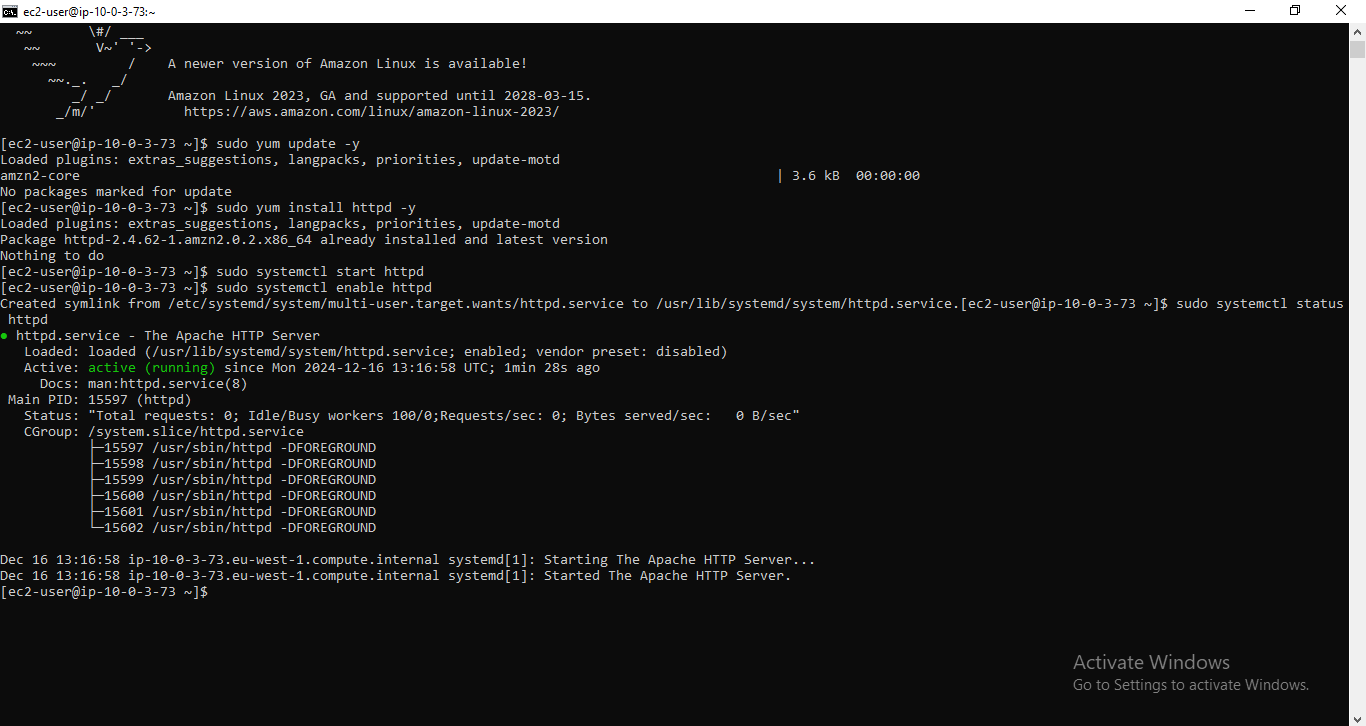 ec2-user@ip-10-0-3-73:~
~~       \#/ ___
~~       V~' '->
~~~         /    A newer version of Amazon Linux is available!
~~._.   _/
_/ _/       Amazon Linux 2023, GA and supported until 2028-03-15.
_/m/'           https://aws.amazon.com/linux/amazon-linux-2023/
[ec2-user@ip-10-0-3-73 ~]$ sudo yum update -y
Loaded plugins: extras_suggestions, langpacks, priorities, update-motd
amzn2-core | 3.6 kB  00:00:00
No packages marked for update
[ec2-user@ip-10-0-3-73 ~]$ sudo yum install httpd -y
Loaded plugins: extras_suggestions, langpacks, priorities, update-motd
Package httpd-2.4.62-1.amzn2.0.2.x86_64 already installed and latest version
Nothing to do
[ec2-user@ip-10-0-3-73 ~]$ sudo systemctl start httpd
[ec2-user@ip-10-0-3-73 ~]$ sudo systemctl enable httpd
Created symlink from /etc/systemd/system/multi-user.target.wants/httpd.service to /usr/lib/systemd/system/httpd.service.[ec2-user@ip-10-0-3-73 ~]$ sudo systemctl status
httpd
● httpd.service - The Apache HTTP Server
Loaded: loaded (/usr/lib/systemd/system/httpd.service; enabled; vendor preset: disabled)
Active: active (running) since Mon 2024-12-16 13:16:58 UTC; 1min 28s ago
Docs: man:httpd.service(8)
Main PID: 15597 (httpd)
Status: "Total requests: 0; Idle/Busy workers 100/0;Requests/sec: 0; Bytes served/sec:   0 B/sec"
CGroup: /system.slice/httpd.service
├─15597 /usr/sbin/httpd -DFOREGROUND
├─15598 /usr/sbin/httpd -DFOREGROUND
├─15599 /usr/sbin/httpd -DFOREGROUND
├─15600 /usr/sbin/httpd -DFOREGROUND
├─15601 /usr/sbin/httpd -DFOREGROUND
└─15602 /usr/sbin/httpd -DFOREGROUND
Dec 16 13:16:58 ip-10-0-3-73.eu-west-1.compute.internal systemd[1]: Starting The Apache HTTP Server...
Dec 16 13:16:58 ip-10-0-3-73.eu-west-1.compute.internal systemd[1]: Started The Apache HTTP Server.
[ec2-user@ip-10-0-3-73 ~]$
Activate Windows
Go to Settings to activate Windows.